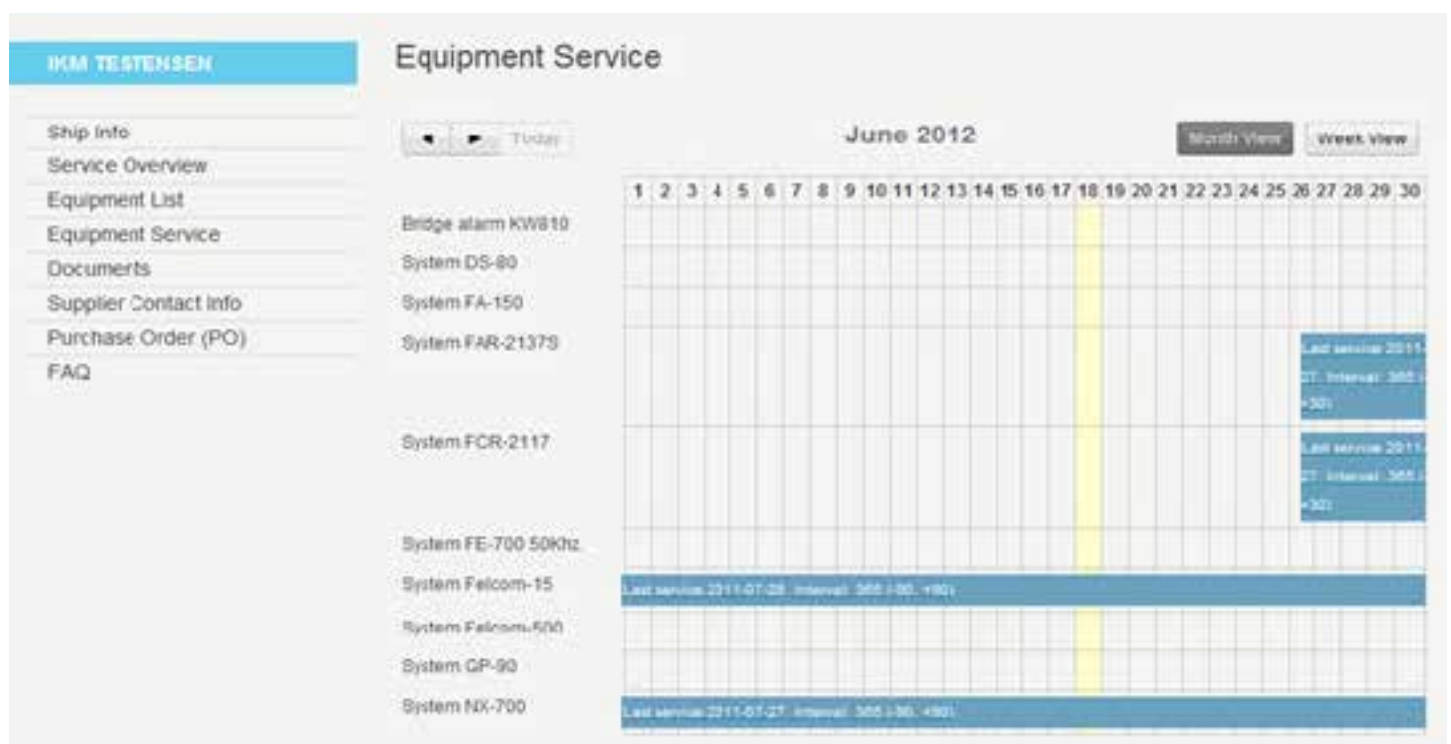 IKM TESTENSEN
Equipment Service
Ship Info
Service Overview
Equipment List
Equipment Service
Documents
Supplier Contact Info
Purchase Order (PO)
FAQ
Today
June 2012
Month View
Week View
1 2 3 4 5 6 7 8 9 10 11 12 13 14 15 16 17 18 19 20 21 22 23 24 25 26 27 28 29 30
Bridge alarm KW810
System DS-80
System FA-150
System FAR-2137S
Last service 2011-
27. Interval: 365 (-
+30)
System FCR-2117
Last service 2011-
27. Interval: 365 (-
+30)
System FE-700 50Khz
System Felcom-15
Last service 2011-07-28. Interval: 365
System Felcom-500
System GP-90
System NX-700
Last service 2011-07-27. Interval: 365